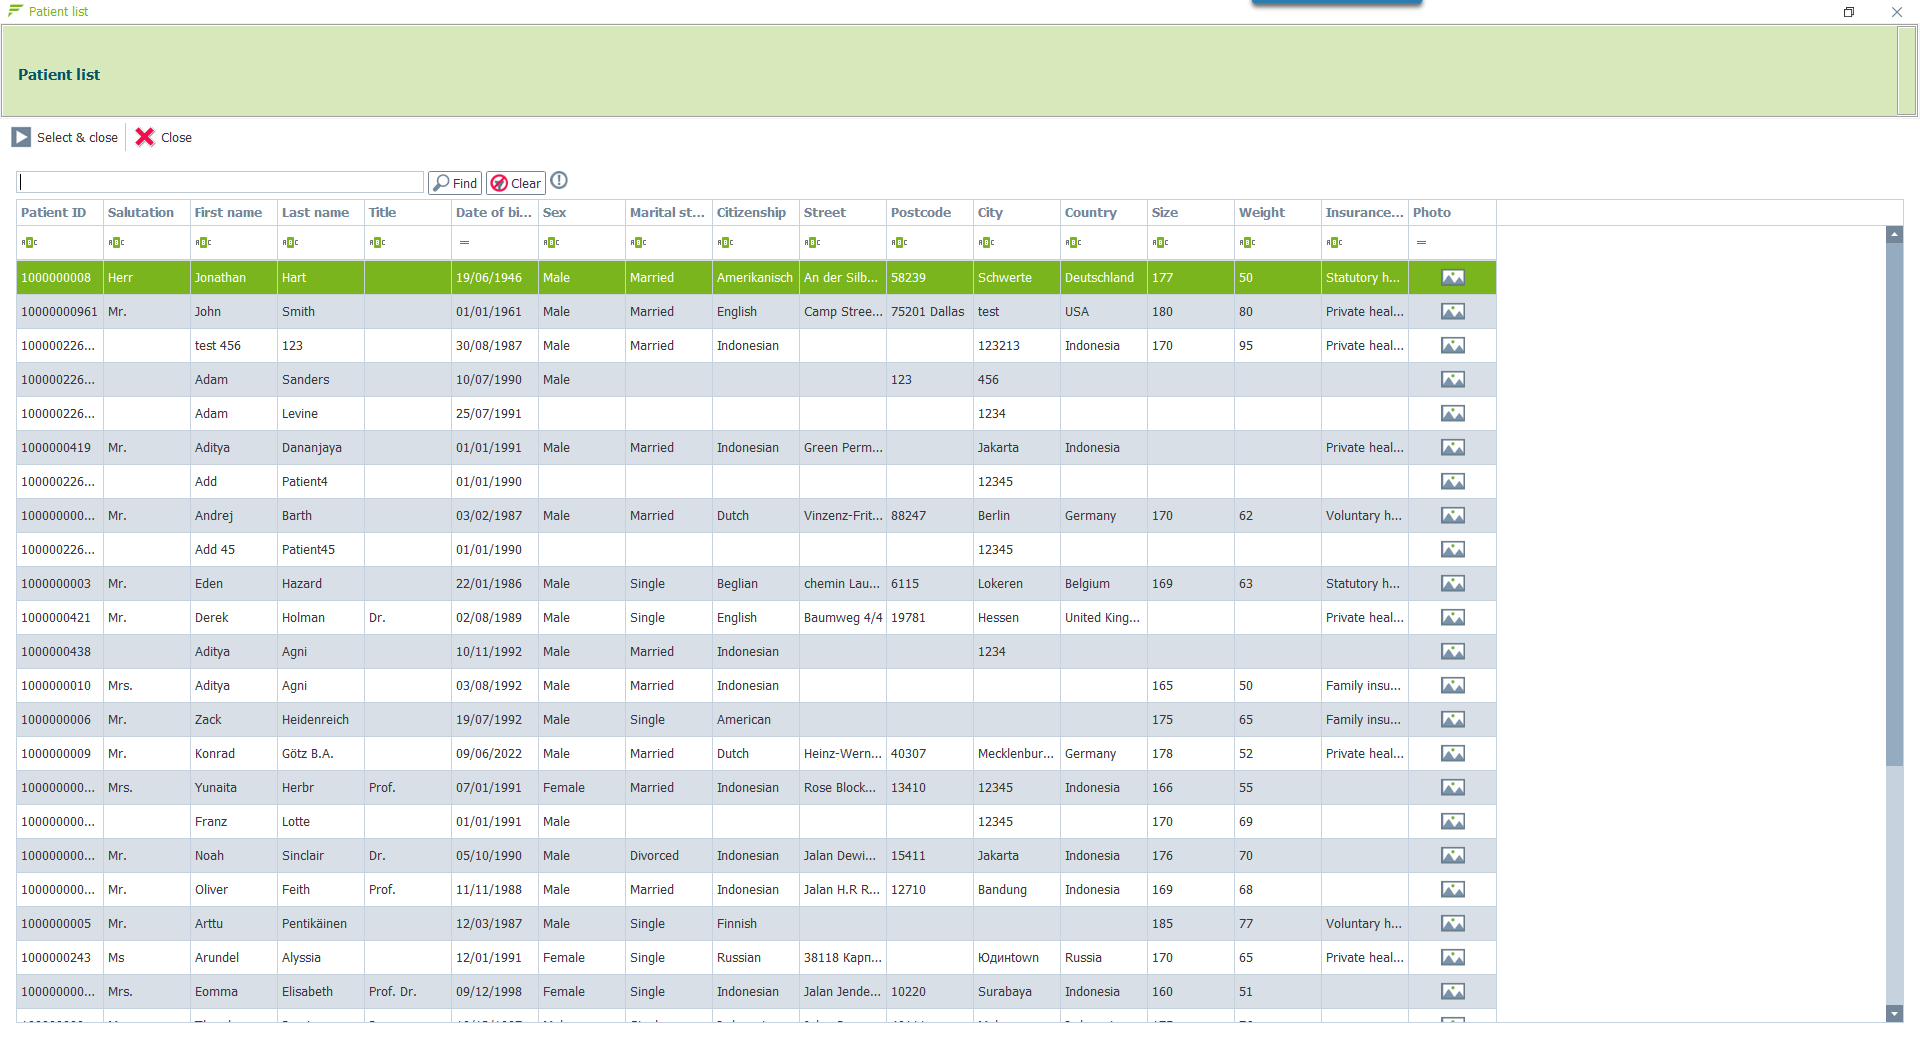 Patient list
Patient list
Select & close Close
Find Clear
Patient ID Salutation First name Last name Title Date of bi... Sex Marital st... Citizenship Street Postcode City Country Size Weight Insurance... Photo
1000000008 Herr Jonathan Hart 19/06/1946 Male Married Amerikanisch An der Silb... 58239 Schwerte Deutschland 177 50 Statutory h...
10000000961 Mr. John Smith 01/01/1961 Male Married English Camp Stree... 75201 Dallas test USA 180 80 Private heal...
100000226... test 456 123 30/08/1987 Male Married Indonesian 123213 Indonesia 170 95 Private heal...
100000226... Adam Sanders 10/07/1990 Male 123 456
100000226... Adam Levine 25/07/1991 1234
1000000419 Mr. Aditya Dananjaya 01/01/1991 Male Married Indonesian Green Perm... Jakarta Indonesia Private heal...
100000226... Add Patient4 01/01/1990 12345
100000000... Mr. Andrej Barth 03/02/1987 Male Married Dutch Vinzenz-Frit... 88247 Berlin Germany 170 62 Voluntary h...
100000226... Add 45 Patient45 01/01/1990 12345
1000000003 Mr. Eden Hazard 22/01/1986 Male Single Beglian chemin Lau... 6115 Lokeren Belgium 169 63 Statutory h...
1000000421 Mr. Derek Holman Dr. 02/08/1989 Male Single English Baumweg 4/4 19781 Hessen United King... Private heal...
1000000438 Aditya Agni 10/11/1992 Male Married Indonesian 1234
1000000010 Mrs. Aditya Agni 03/08/1992 Male Married Indonesian 165 50 Family insu...
1000000006 Mr. Zack Heidenreich 19/07/1992 Male Single American 175 65 Family insu...
1000000009 Mr. Konrad Götz B.A. 09/06/2022 Male Married Dutch Heinz-Wern... 40307 Mecklenbur... Germany 178 52 Private heal...
100000000... Mrs. Yunaita Herbr Prof. 07/01/1991 Female Married Indonesian Rose Block... 13410 12345 Indonesia 166 55
100000000... Franz Lotte 01/01/1991 Male 12345 170 69
100000000... Mr. Noah Sinclair Dr. 05/10/1990 Male Divorced Indonesian Jalan Dewi... 15411 Jakarta Indonesia 176 70
100000000... Mr. Oliver Feith Prof. 11/11/1988 Male Married Indonesian Jalan H.R R... 12710 Bandung Indonesia 169 68
1000000005 Mr. Arttu Pentikäinen 12/03/1987 Male Single Finnish 185 77 Voluntary h...
1000000243 Ms Arundel Alyssia 12/01/1991 Female Single Russian 38118 Карп... Юдинтоwn Russia 170 65 Private heal...
100000000... Mrs. Eomma Elisabeth Prof. Dr. 09/12/1998 Female Single Indonesian Jalan Jende... 10220 Surabaya Indonesia 160 51